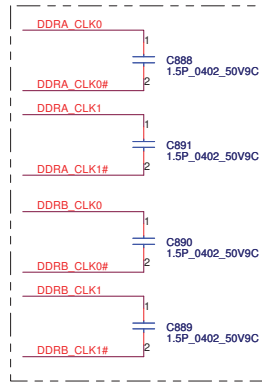 DDRA_CLK0
1
C888
1.5P_0402_50V9C
2
DDRA_CLK0#
DDRA_CLK1
1
C891
1.5P_0402_50V9C
2
DDRA_CLK1#
DDRB_CLK0
1
C890
1.5P_0402_50V9C
2
DDRB_CLK0#
DDRB_CLK1
1
C889
1.5P_0402_50V9C
2
DDRB_CLK1#